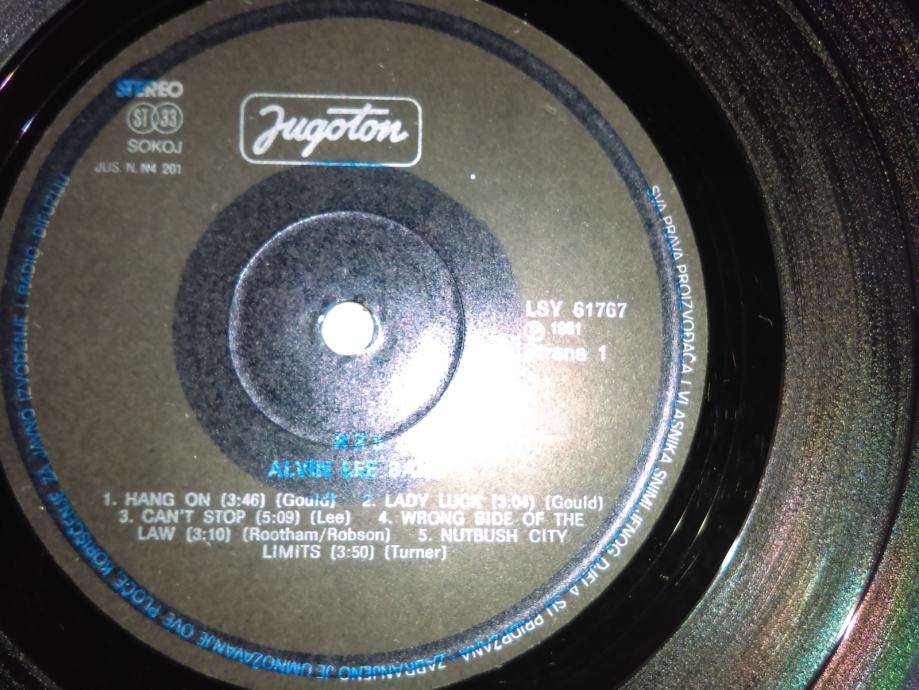 STEREO
ST 33
SOKOJ
JUS. N. N4 201
Jugoton
LSY 61767
℗ 1981
Strana 1
ALVIN LEE
1. HANG ON (3:46) (Gould) 2. LADY LUCK (3:04) (Gould)
3. CAN'T STOP (5:09) (Lee) 4. WRONG SIDE OF THE
LAW (3:10) (Rootham/Robson) 5. NUTBUSH CITY
LIMITS (3:50) (Turner)
SVA PRAVA PROIZVOĐAČA I VLASNIKA SNIMLJENOG DJELA SU PRIDRŽANA - ZABRANJENO JE UMNOŽAVANJE OVE PLOČE, KORIŠĆENJE ZA JAVNO IZVOĐENJE I RADIO DIFUZIJU